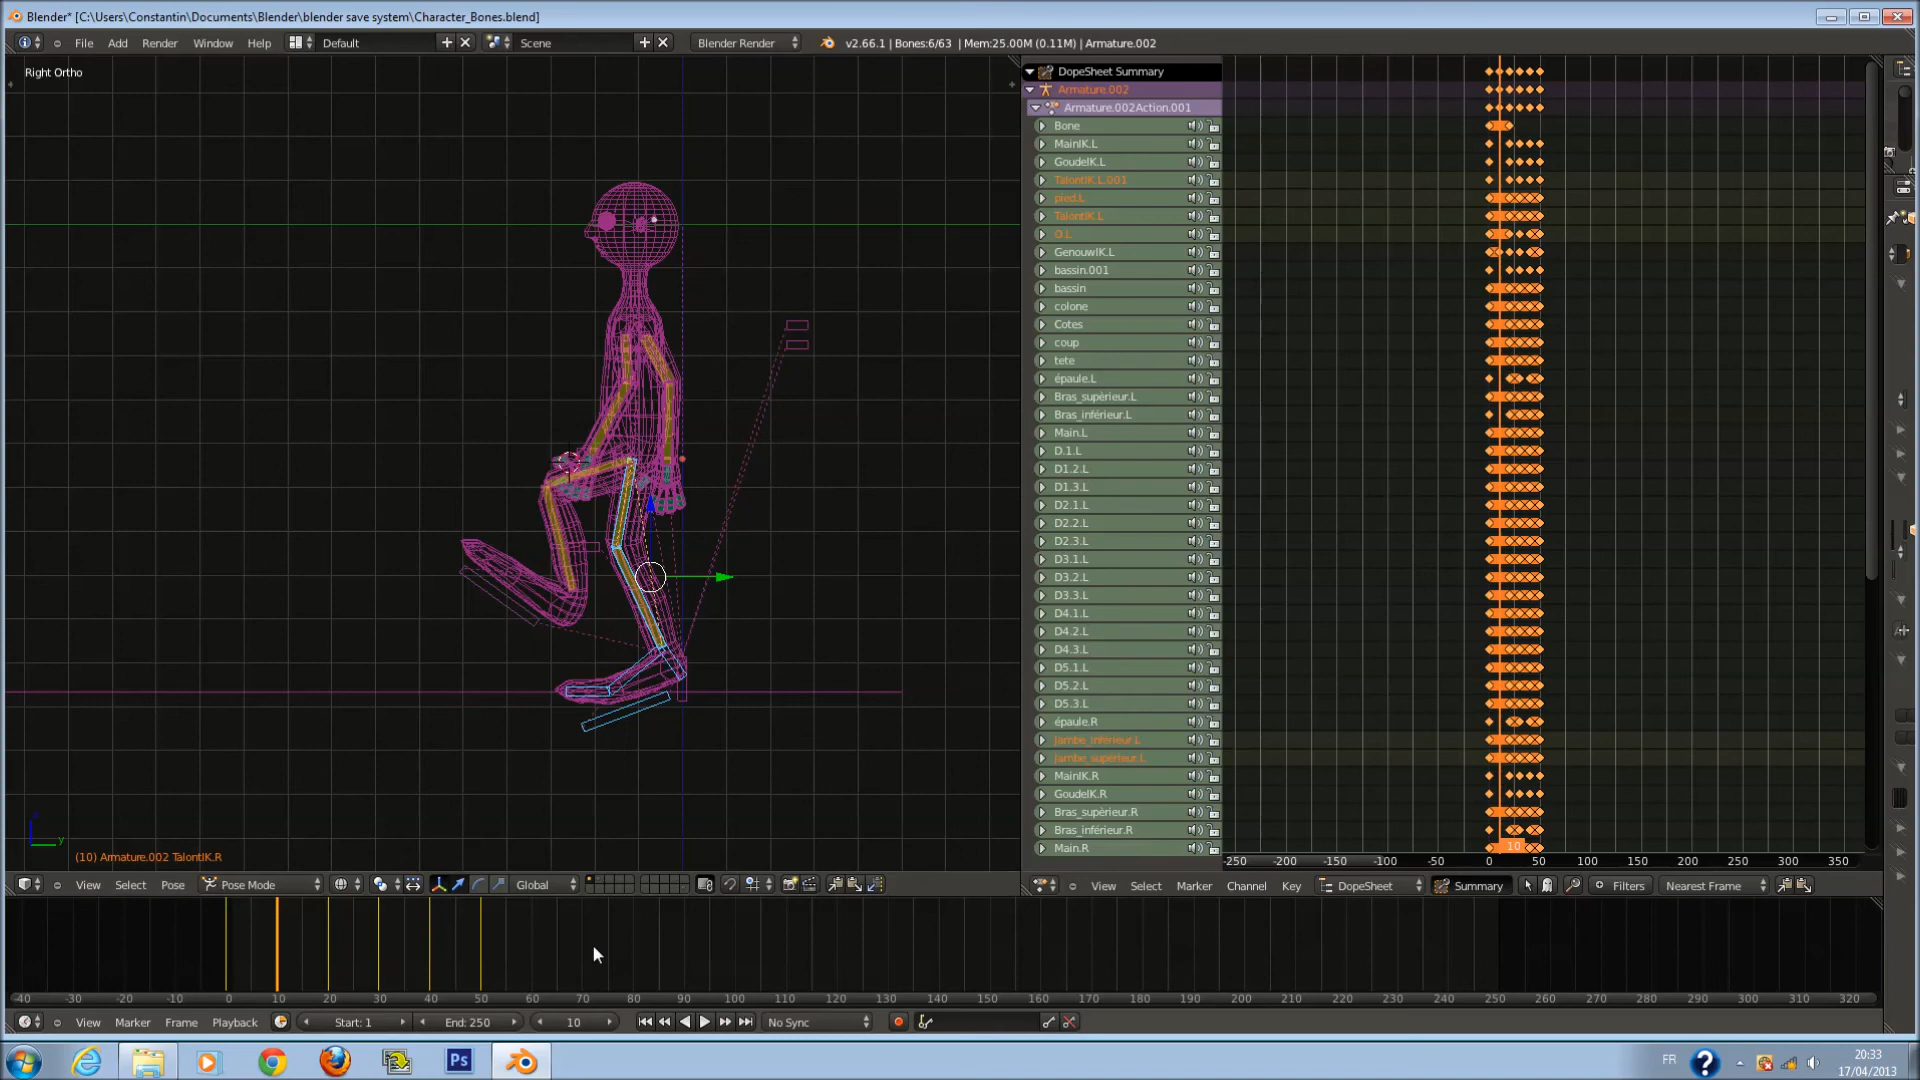 Blender* [C:\Users\Constantin\Documents\Blender\blender save system\Character_Bones.blend]
File Add Render Window Help Default Scene Blender Render v2.66.1 | Bones:6/63 | Mem:25.00M (0.11M) | Armature.002
Right Ortho
DopeSheet Summary
Armature.002
Armature.002Action.001
Bone
MainIK.L
GoudeIK.L
TalontIK.L.001
pied.L
TalontIK.L
O.L
GenouwIK.L
bassin.001
bassin
colone
Cotes
coup
tete
épaule.L
Bras_supèrieur.L
Bras_inférieur.L
Main.L
D.1.L
D1.2.L
D1.3.L
D2.1.L
D2.2.L
D2.3.L
D3.1.L
D3.2.L
D3.3.L
D4.1.L
D4.2.L
D4.3.L
D5.1.L
D5.2.L
D5.3.L
épaule.R
Jambe_inferieur.L
Jambe_supérieur.L
MainIK.R
GoudeIK.R
Bras_supèrieur.R
Bras_inférieur.R
Main.R
10
-250 -200 -150 -100 -50 0 50 100 150 200 250 300 350
z
y
(10) Armature.002 TalontIK.R
View Select Pose Pose Mode Global
View Select Marker Channel Key DopeSheet Summary Filters Nearest Frame
-40 -30 -20 -10 0 10 20 30 40 50 60 70 80 90 100 110 120 130 140 150 160 170 180 190 200 210 220 230 240 250 260 270 280 290 300 310 320
View Marker Frame Playback Start: 1 End: 250 10 No Sync
Ps
FR
?
20:33
17/04/2013